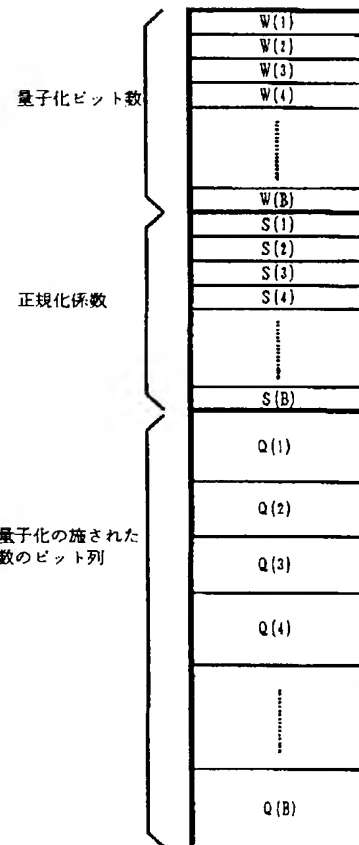 W(1)
W(2)
W(3)
W(4)
量子化ビット数
W(B)
S(1)
S(2)
S(3)
S(4)
正規化係数
S(B)
Q(1)
Q(2)
量子化の施された
数のビット列
Q(3)
Q(4)
Q(B)